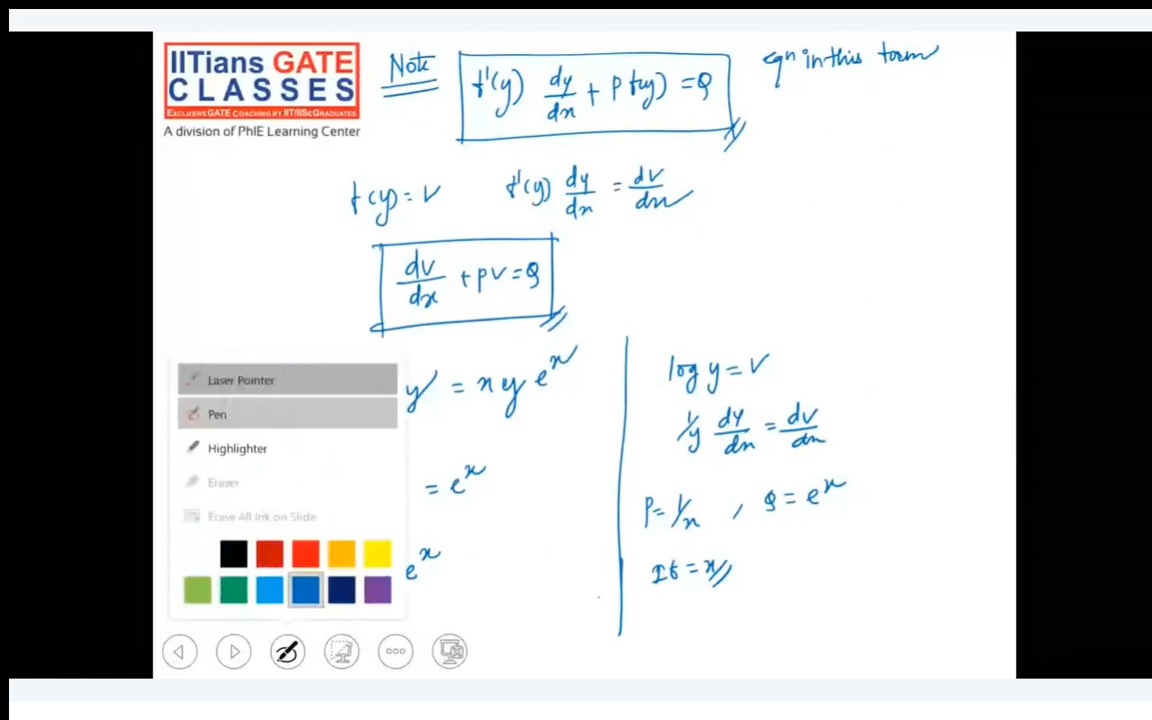 IITians GATE
CLASSES
EXCLUSIVE GATE COACHING BY IIT/IISc GRADUATES
A division of PhIE Learning Center
Note
f'(y) dy/dx + P f(y) = Q
eqn in this term
f(y) = v
f'(y) dy/dx = dv/dx
dv/dx + PV = Q
y = x y e^x
= e^x
e^x
Laser Pointer
Pen
Highlighter
Eraser
Erase All Ink on Slide
log y = v
1/y dy/dx = dv/dx
P = 1/x , Q = e^x
If = x